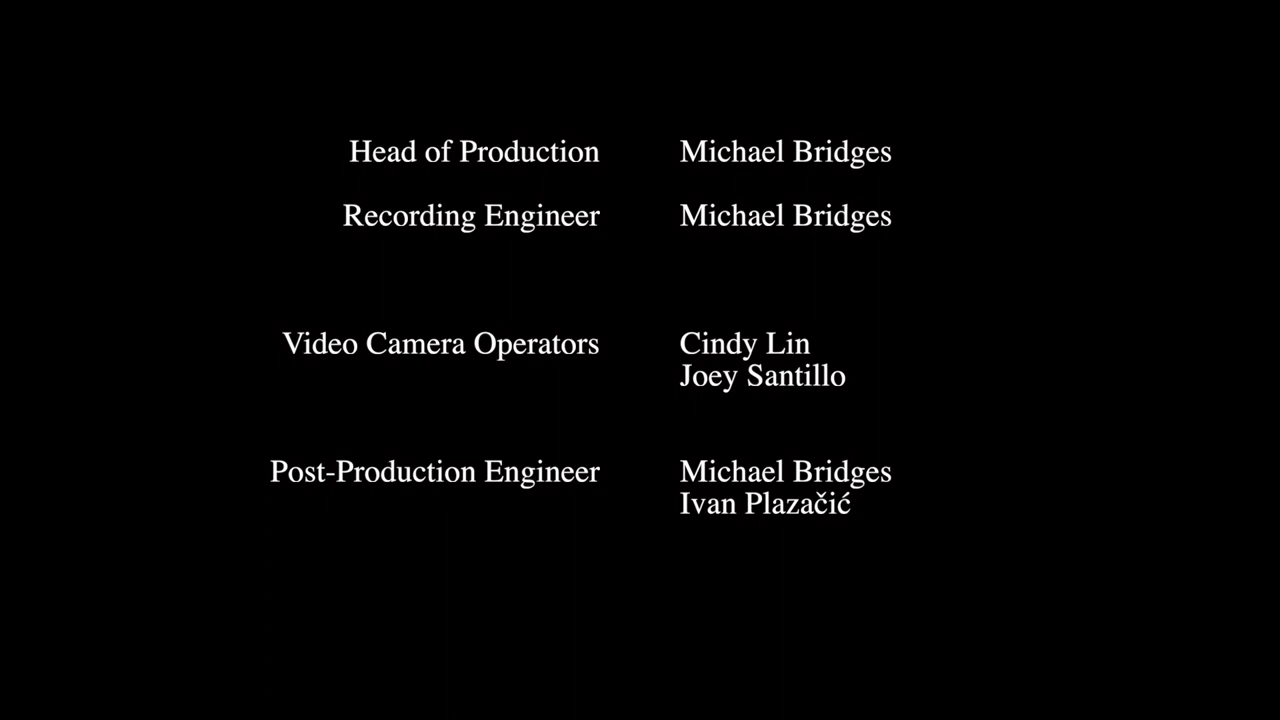 Head of Production Michael Bridges
Recording Engineer Michael Bridges
Video Camera Operators Cindy Lin
Joey Santillo
Post-Production Engineer Michael Bridges
Ivan Plazačić